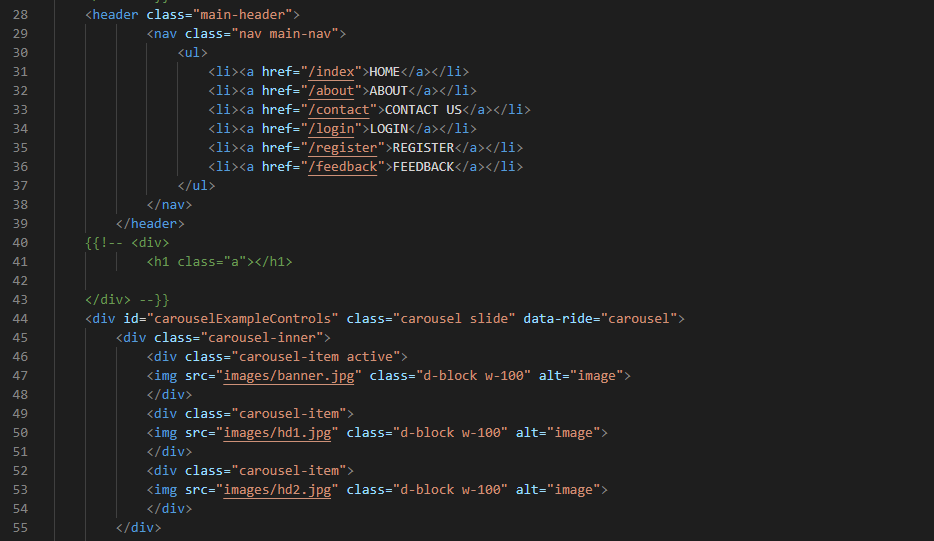 28 <header class="main-header">
29 <nav class="nav main-nav">
30 <ul>
31 <li><a href="/index">HOME</a></li>
32 <li><a href="/about">ABOUT</a></li>
33 <li><a href="/contact">CONTACT US</a></li>
34 <li><a href="/login">LOGIN</a></li>
35 <li><a href="/register">REGISTER</a></li>
36 <li><a href="/feedback">FEEDBACK</a></li>
37 </ul>
38 </nav>
39 </header>
40 {{!-- <div>
41 <h1 class="a"></h1>
42
43 </div> --}}
44 <div id="carouselExampleControls" class="carousel slide" data-ride="carousel">
45 <div class="carousel-inner">
46 <div class="carousel-item active">
47 <img src="images/banner.jpg" class="d-block w-100" alt="image">
48 </div>
49 <div class="carousel-item">
50 <img src="images/hd1.jpg" class="d-block w-100" alt="image">
51 </div>
52 <div class="carousel-item">
53 <img src="images/hd2.jpg" class="d-block w-100" alt="image">
54 </div>
55 </div>